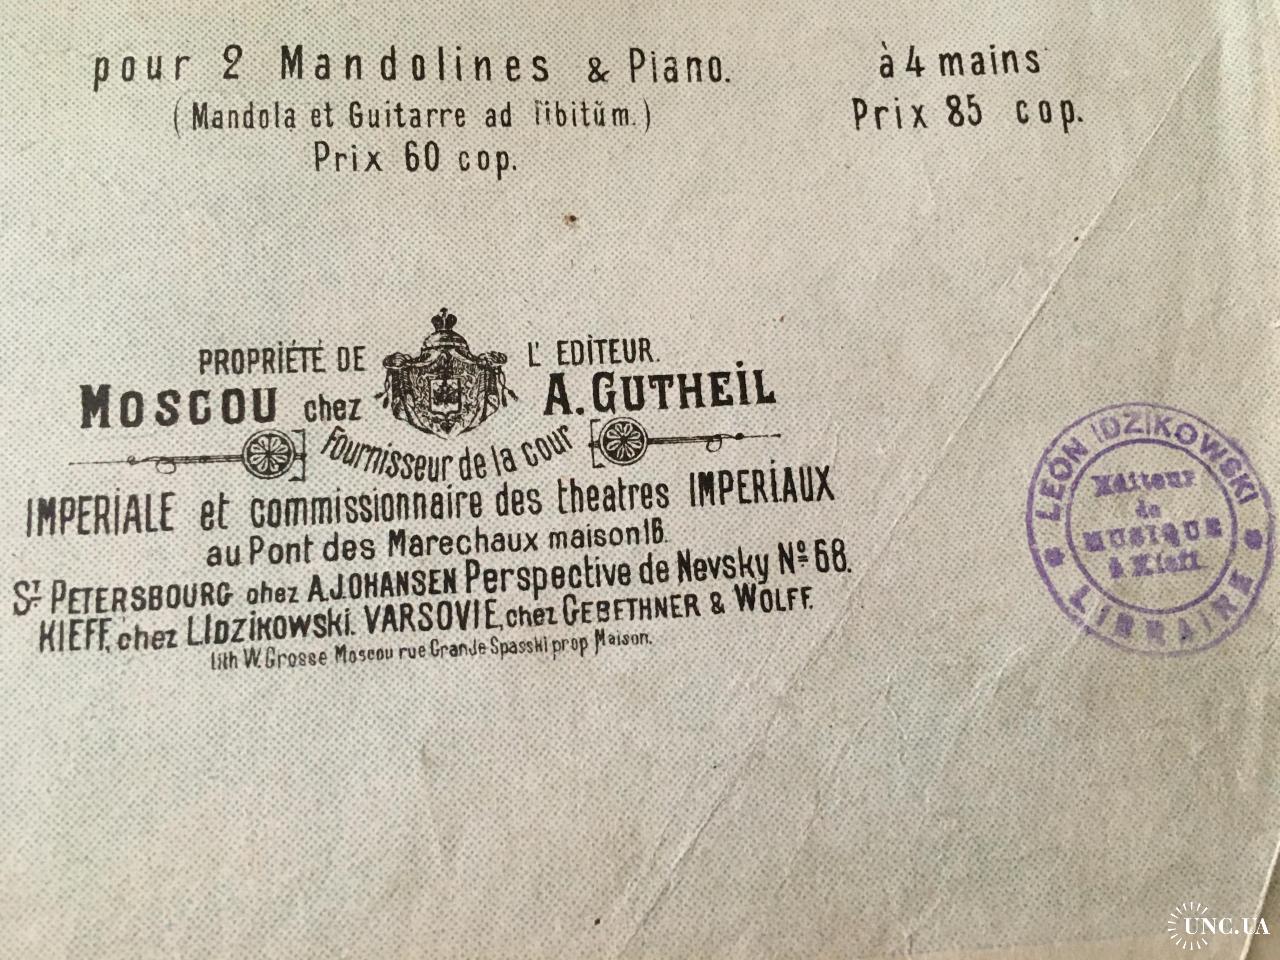 pour 2 Mandolines & Piano.
(Mandola et Guitarre ad libitŭm.)
Prix 60 cop.
à 4 mains
Prix 85 cop.
PROPRIÉTÉ DE L' EDITEUR.
MOSCOU chez A. GUTHEIL
Fournisseur de la cour
IMPERIALE et commissionnaire des theatres IMPERIAUX
au Pont des Marechaux maison 16.
ST PETERSBOURG chez A. JOHANSEN Perspective de Nevsky No 68.
KIEFF, chez L. IDZIKOWSKI. VARSOVIE, chez GEBETHNER & WOLFF.
lith W. Grosse Moscou rue Grande Spasski prop Maison.
LÉON IDZIKOWSKI
Editeur
de
MUSIQUE
à Kieff
LIBRAIRE
UNC.UA